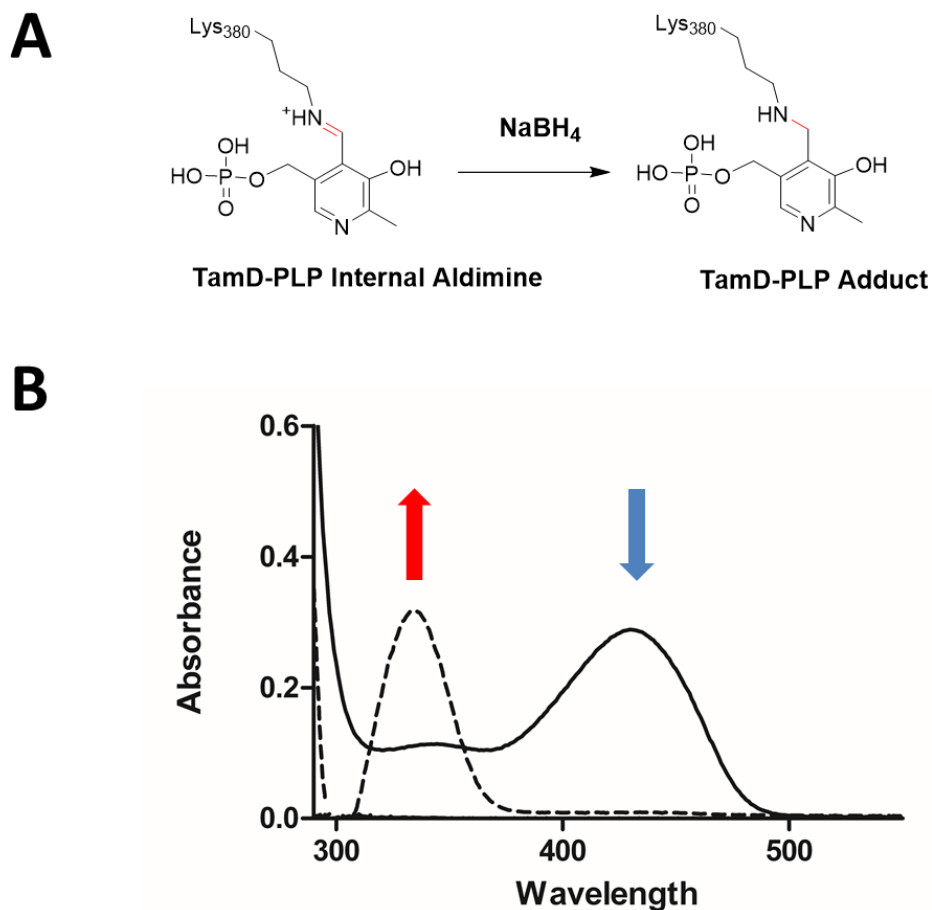 A
Lys380
Lys380
+HN
HN
NaBH4
OH
HO P O
O
OH
N
OH
HO P O
O
OH
N
TamD-PLP Internal Aldimine
TamD-PLP Adduct
B
0.6
0.4
0.2
0.0
Absorbance
300
400
500
Wavelength